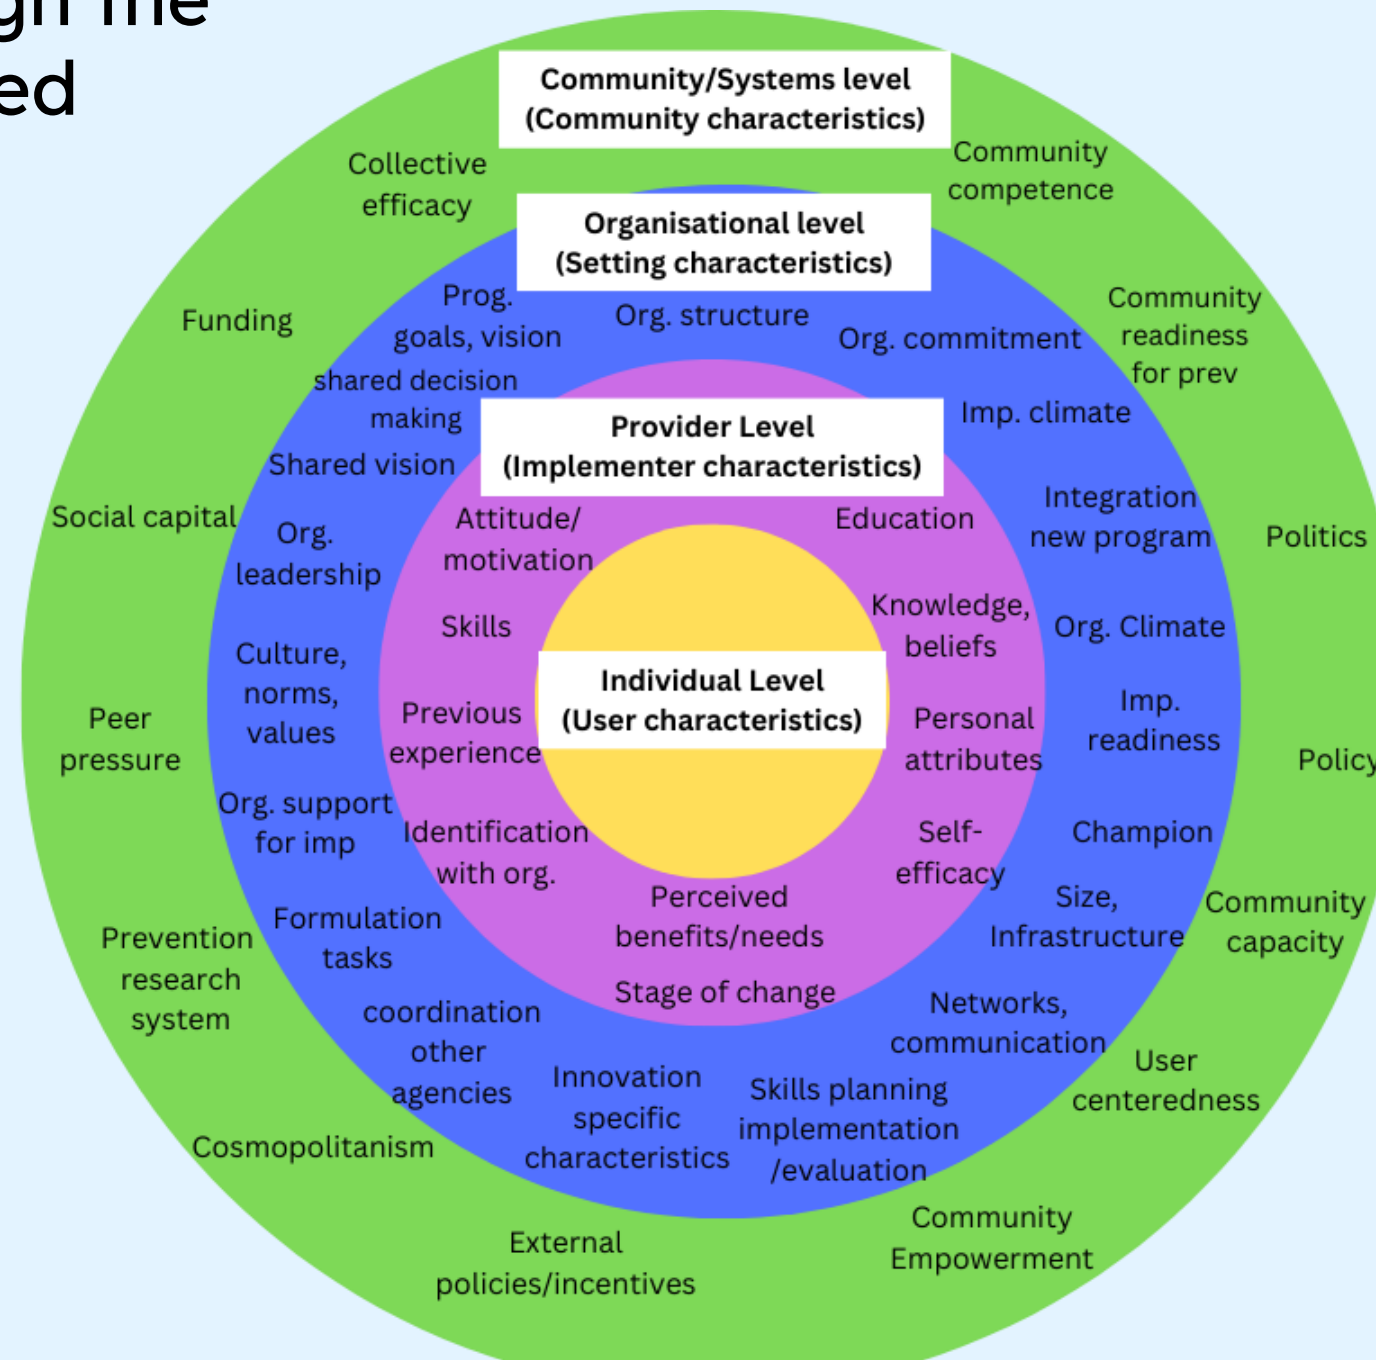 gn the
ed
Community/Systems level
(Community characteristics)
Collective
efficacy
Community
competence
Organisational level
(Setting characteristics)
Funding
Prog.
goals, vision
Org. structure
Org. commitment
Community
readiness
for prev
shared decision
making
Imp. climate
Provider Level
(Implementer characteristics)
Shared vision
Social capital
Org.
leadership
Attitude/
motivation
Education
Integration
new program
Politics
Skills
Knowledge,
beliefs
Org. Climate
Culture,
norms,
values
Individual Level
(User characteristics)
Peer
pressure
Previous
experience
Personal
attributes
Imp.
readiness
Policy
Org. support
for imp
Identification
with org.
Self-
efficacy
Champion
Perceived
benefits/needs
Size,
Infrastructure
Community
capacity
Prevention
research
system
Formulation
tasks
Stage of change
coordination
other
agencies
Networks,
communication
User
centeredness
Innovation
specific
characteristics
Skills planning
implementation
/evaluation
Cosmopolitanism
External
policies/incentives
Community
Empowerment